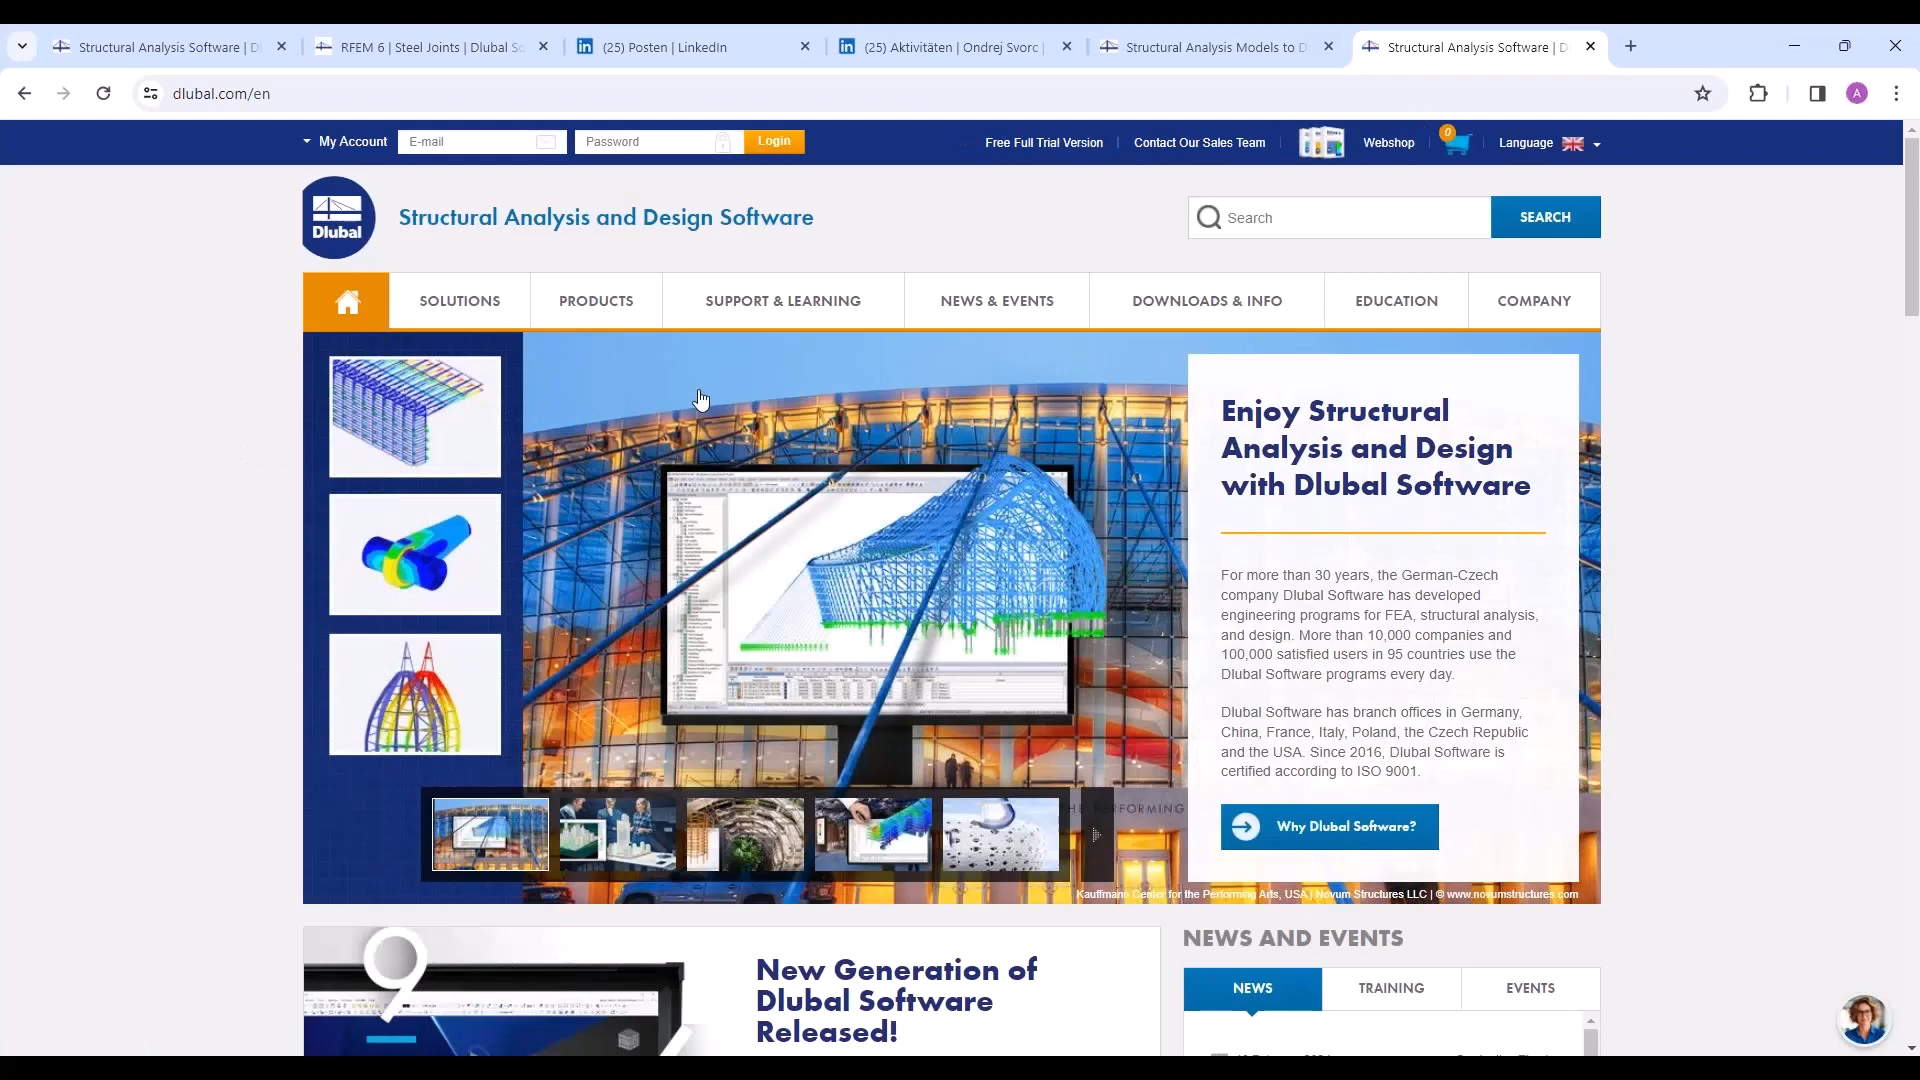 Structural Analysis Software | D
RFEM 6 | Steel Joints | Dlubal So
(25) Posten | LinkedIn
(25) Aktivitäten | Ondrej Svorc |
Structural Analysis Models to D
Structural Analysis Software | D
dlubal.com/en
A
My Account
E-mail
Password
Login
Free Full Trial Version
Contact Our Sales Team
Webshop
0
Language
Dlubal
Structural Analysis and Design Software
Search
SEARCH
SOLUTIONS
PRODUCTS
SUPPORT & LEARNING
NEWS & EVENTS
DOWNLOADS & INFO
EDUCATION
COMPANY
Enjoy Structural
Analysis and Design
with Dlubal Software
For more than 30 years, the German-Czech
company Dlubal Software has developed
engineering programs for FEA, structural analysis,
and design. More than 10,000 companies and
100,000 satisfied users in 95 countries use the
Dlubal Software programs every day.
Dlubal Software has branch offices in Germany,
China, France, Italy, Poland, the Czech Republic
and the USA. Since 2016, Dlubal Software is
certified according to ISO 9001.
PERFORMING
Why Dlubal Software?
Kauffmann Center for the Performing Arts, USA | Novum Structures LLC | © www.novumstructures.com
9
New Generation of
Dlubal Software
Released!
NEWS AND EVENTS
NEWS
TRAINING
EVENTS